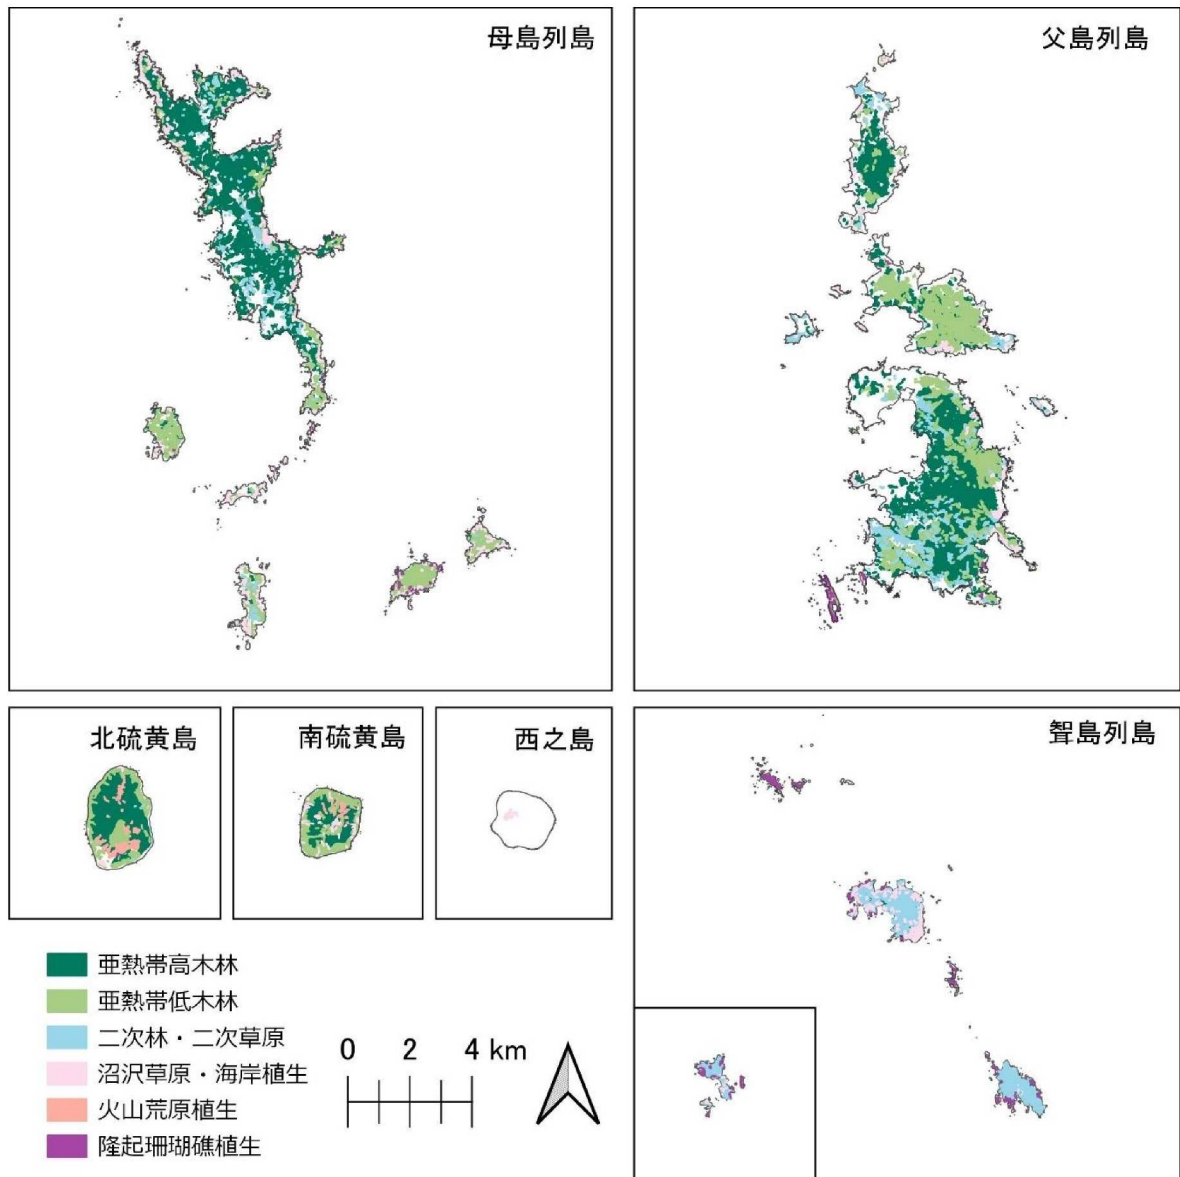 母島列島
父島列島
北硫黄島
南硫黄島
西之島
聟島列島
亜熱帯高木林
亜熱帯低木林
二次林・二次草原
沼沢草原・海岸植生
火山荒原植生
隆起珊瑚礁植生
0 2 4 km